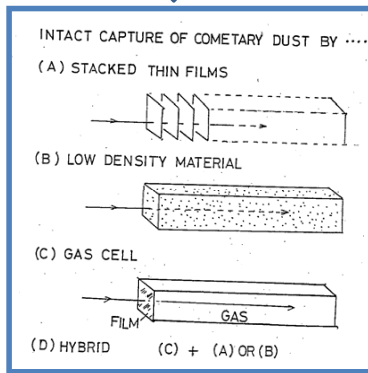 INTACT CAPTURE OF COMETARY DUST BY ····
(A) STACKED THIN FILMS
(B) LOW DENSITY MATERIAL
(C) GAS CELL
FILM
GAS
(D) HYBRID (C) + (A) OR (B)